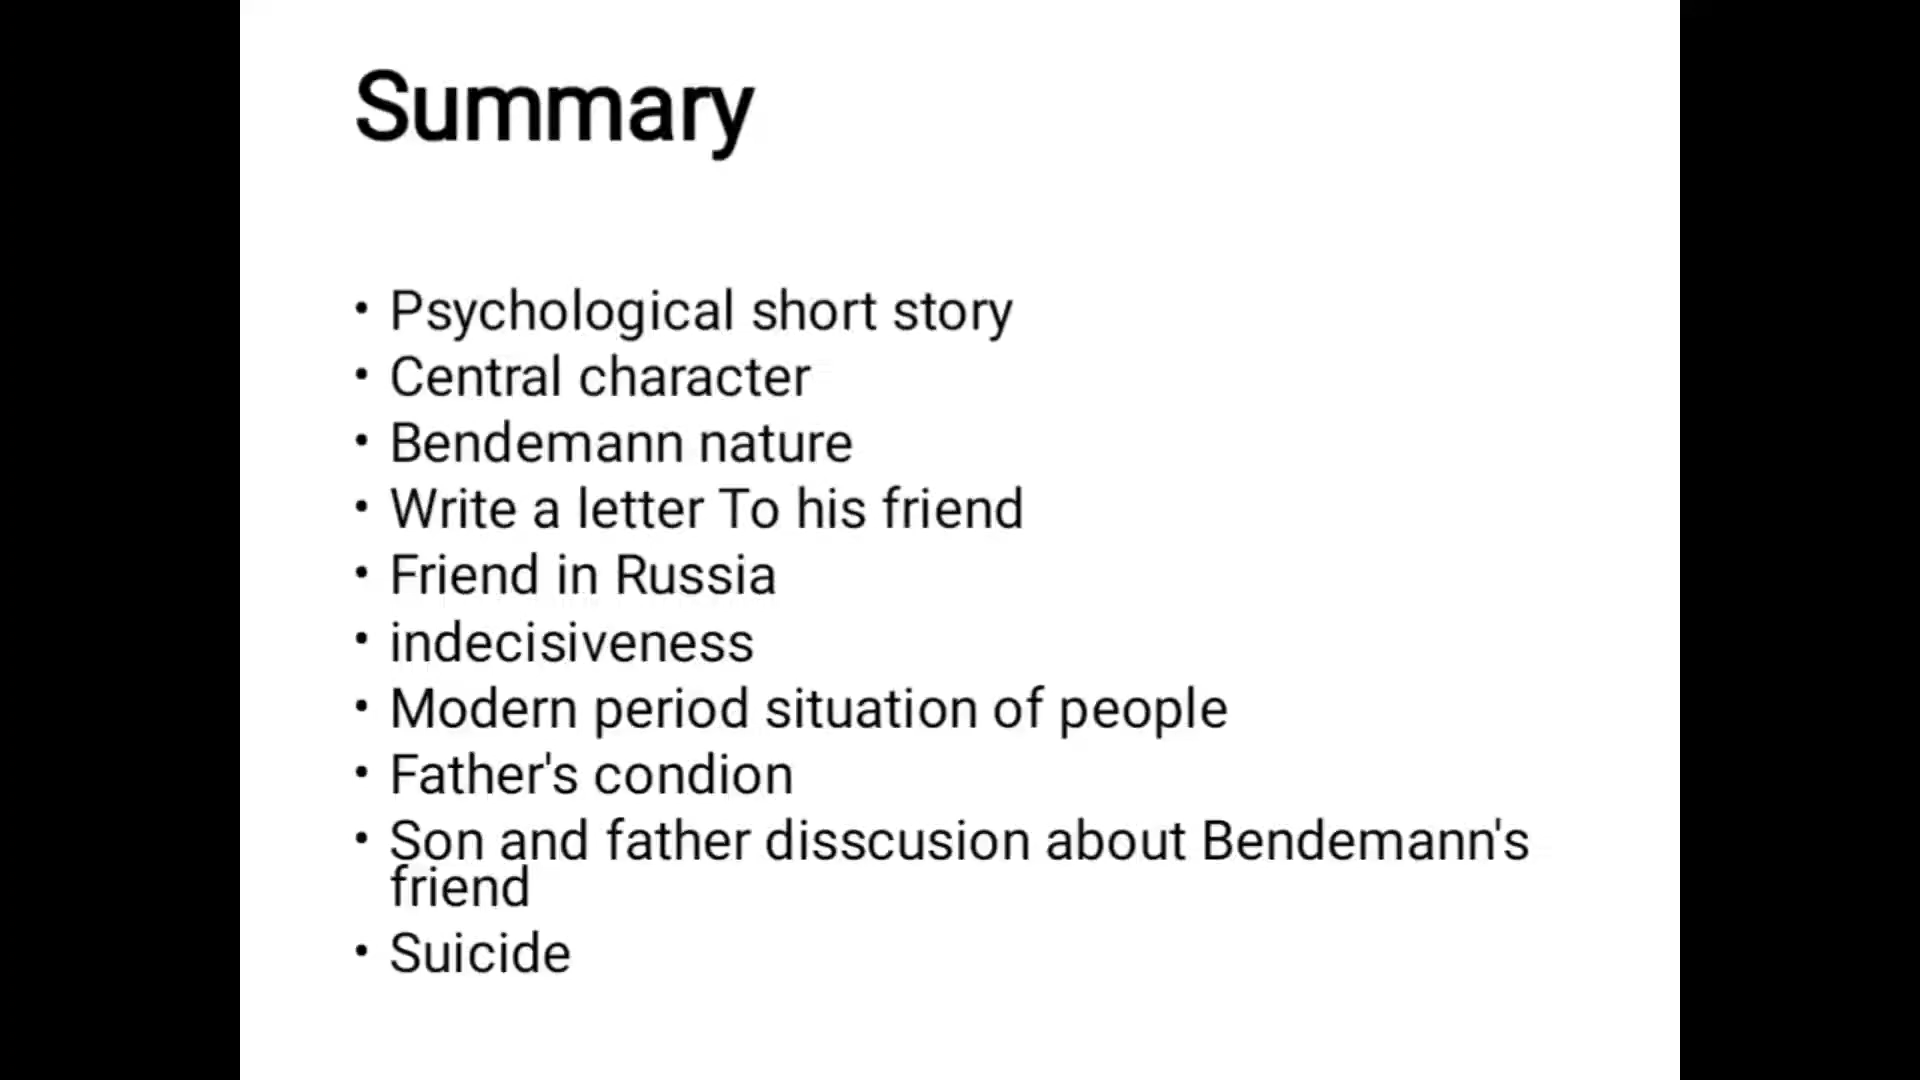 Summary
• Psychological short story
• Central character
• Bendemann nature
• Write a letter To his friend
• Friend in Russia
• indecisiveness
• Modern period situation of people
• Father's condion
• Son and father disscusion about Bendemann's
friend
• Suicide